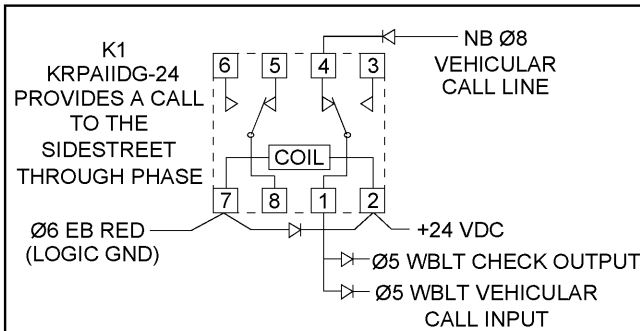 K1
KRPAIIDG-24
PROVIDES A CALL
TO THE
SIDESTREET
THROUGH PHASE
6 5 4 3
NB Ø8
VEHICULAR
CALL LINE
COIL
7 8 1 2
Ø6 EB RED
(LOGIC GND)
+24 VDC
Ø5 WBLT CHECK OUTPUT
Ø5 WBLT VEHICULAR
CALL INPUT